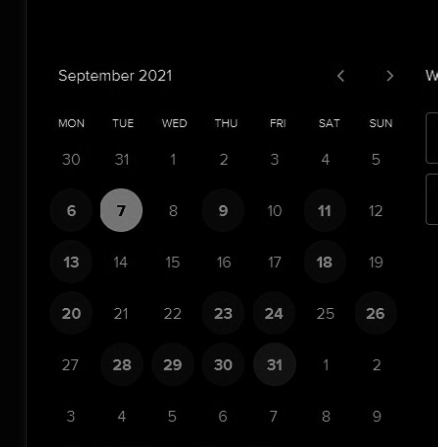 September 2021 < > W
MON TUE WED THU FRI SAT SUN
30 31 1 2 3 4 5
6 7 8 9 10 11 12
13 14 15 16 17 18 19
20 21 22 23 24 25 26
27 28 29 30 31 1 2
3 4 5 6 7 8 9